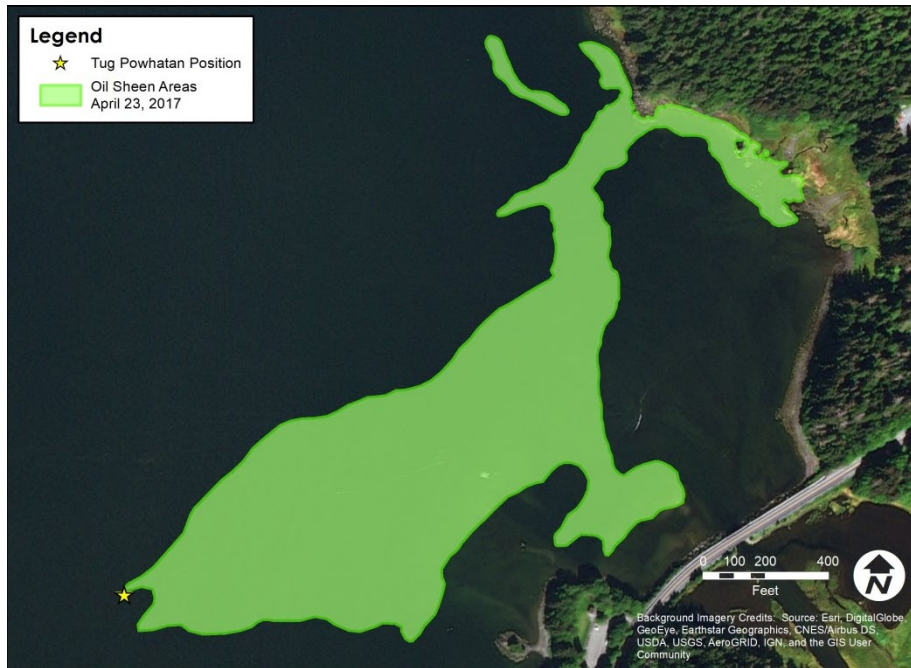 Legend
Tug Powhatan Position
Oil Sheen Areas
April 23, 2017
0 100 200 400
Feet
N
Background Imagery Credits: Source: Esri, DigitalGlobe,
GeoEye, Earthstar Geographics, CNES/Airbus DS,
USDA, USGS, AeroGRID, IGN, and the GIS User
Community